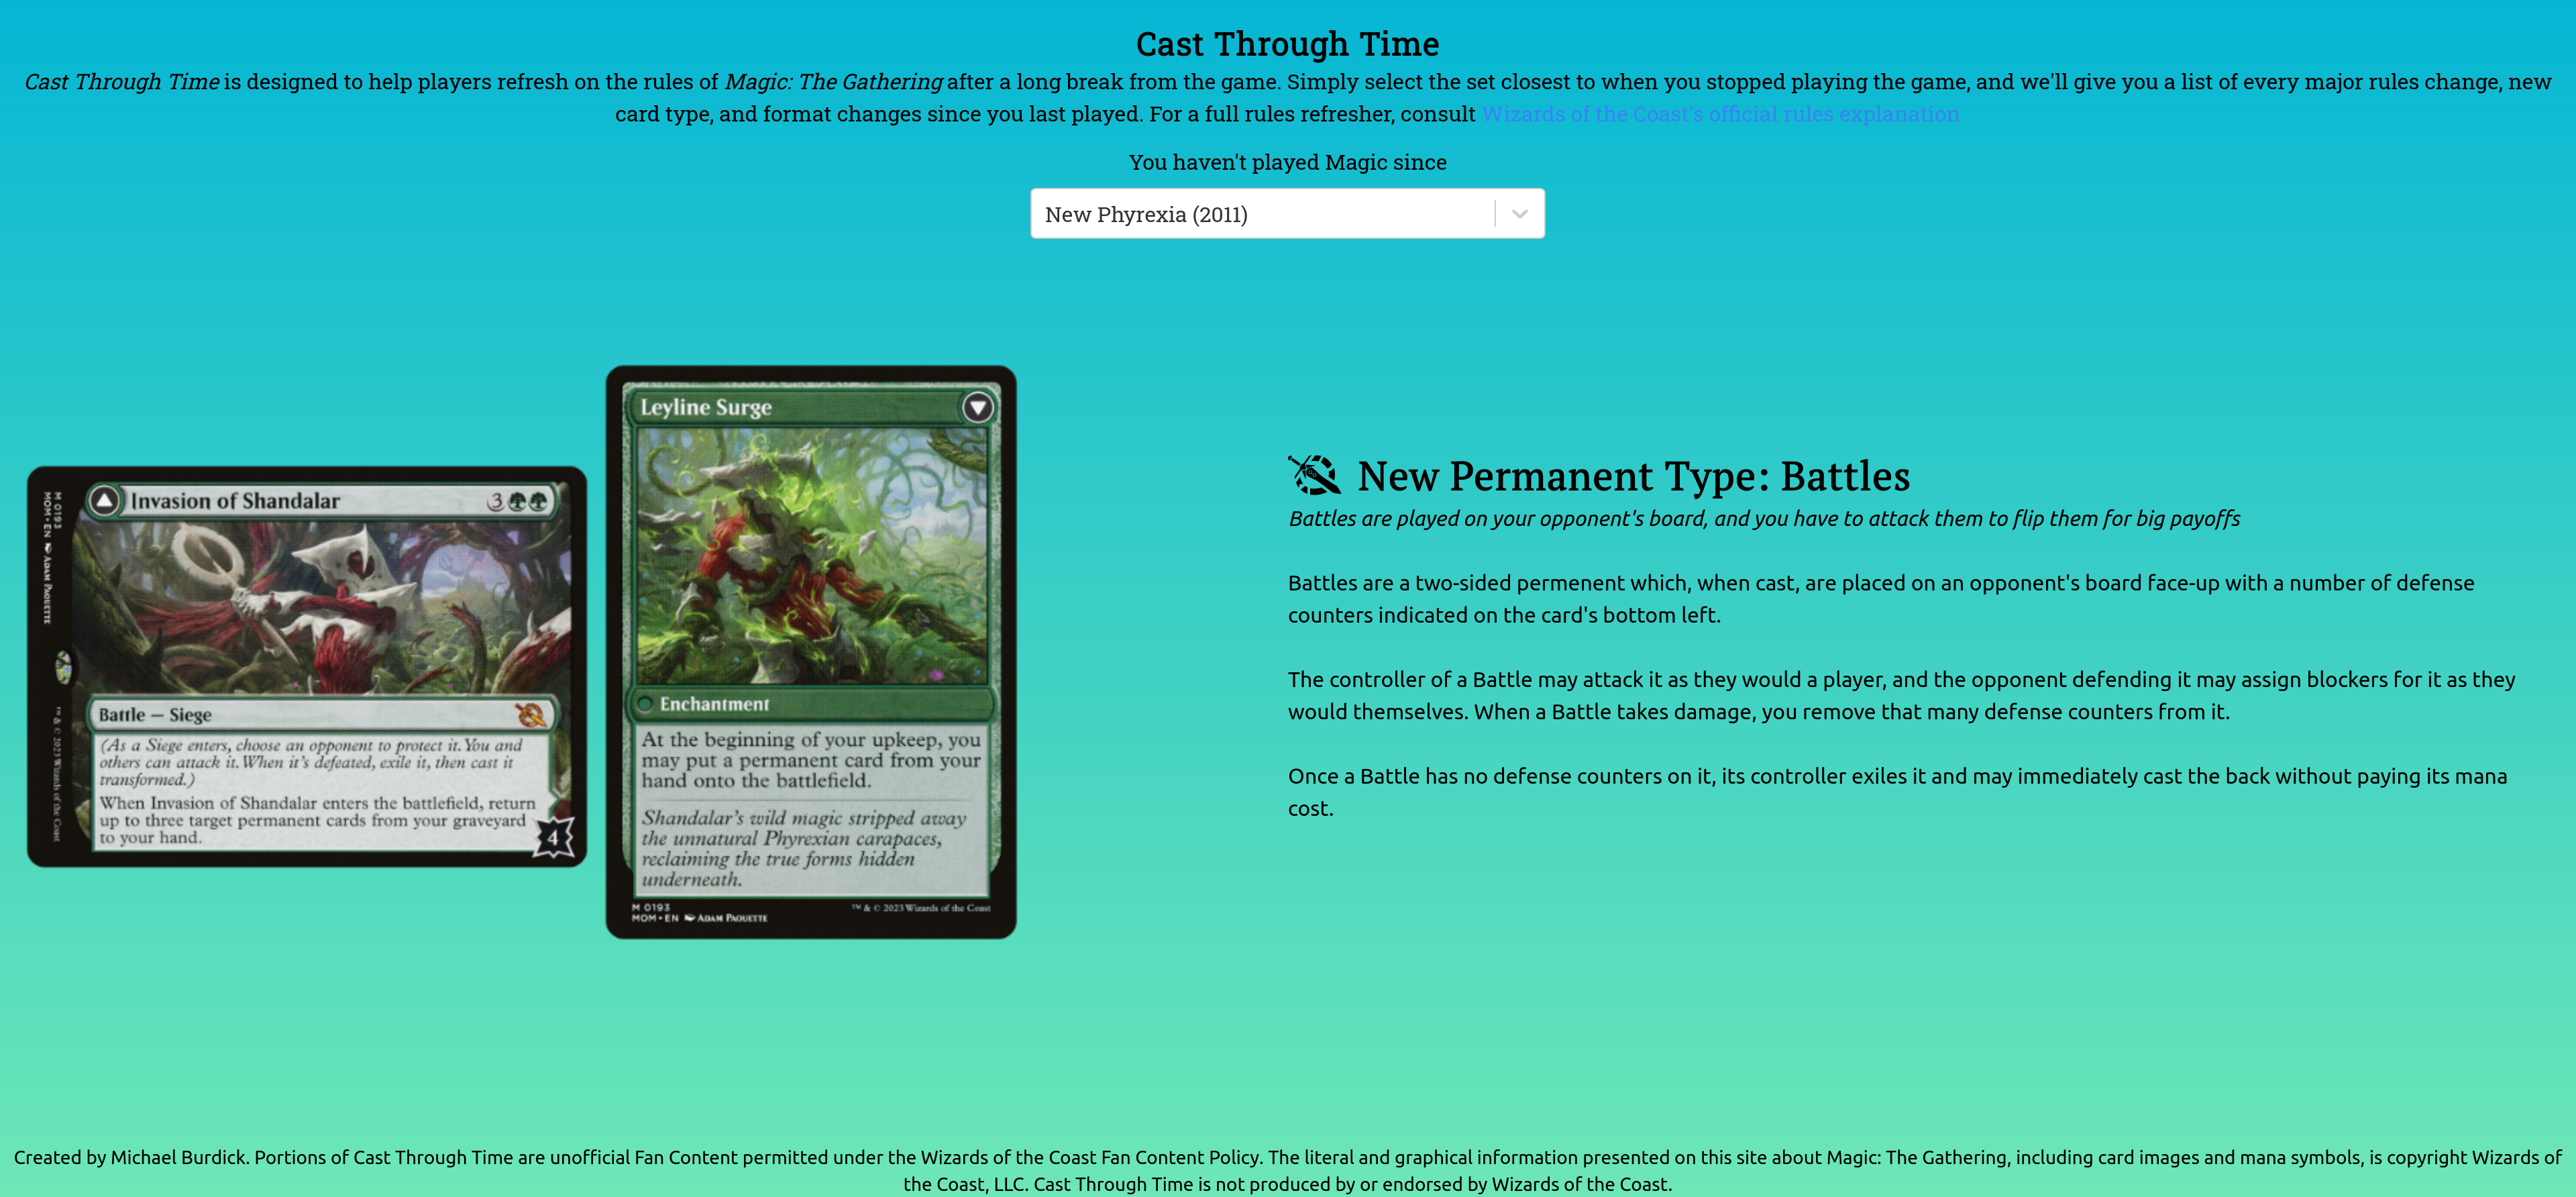 Cast Through Time
Cast Through Time is designed to help players refresh on the rules of Magic: The Gathering after a long break from the game. Simply select the set closest to when you stopped playing the game, and we'll give you a list of every major rules change, new
card type, and format changes since you last played. For a full rules refresher, consult Wizards of the Coast's official rules explanation
You haven't played Magic since
New Phyrexia (2011)
Invasion of Shandalar 3
Battle — Siege
(As a Siege enters, choose an opponent to protect it. You and
others can attack it. When it's defeated, exile it, then cast it
transformed.)
When Invasion of Shandalar enters the battlefield, return
up to three target permanent cards from your graveyard
to your hand.
4
M 0193
MOM • EN ADAM PAQUETTE
™ & © 2023 Wizards of the Coast
Leyline Surge
Enchantment
At the beginning of your upkeep, you
may put a permanent card from your
hand onto the battlefield.
Shandalar's wild magic stripped away
the unnatural Phyrexian carapaces,
reclaiming the true forms hidden
underneath.
M 0193
MOM • EN ADAM PAQUETTE ™ & © 2023 Wizards of the Coast
New Permanent Type: Battles
Battles are played on your opponent's board, and you have to attack them to flip them for big payoffs
Battles are a two-sided permenent which, when cast, are placed on an opponent's board face-up with a number of defense
counters indicated on the card's bottom left.
The controller of a Battle may attack it as they would a player, and the opponent defending it may assign blockers for it as they
would themselves. When a Battle takes damage, you remove that many defense counters from it.
Once a Battle has no defense counters on it, its controller exiles it and may immediately cast the back without paying its mana
cost.
Created by Michael Burdick. Portions of Cast Through Time are unofficial Fan Content permitted under the Wizards of the Coast Fan Content Policy. The literal and graphical information presented on this site about Magic: The Gathering, including card images and mana symbols, is copyright Wizards of
the Coast, LLC. Cast Through Time is not produced by or endorsed by Wizards of the Coast.